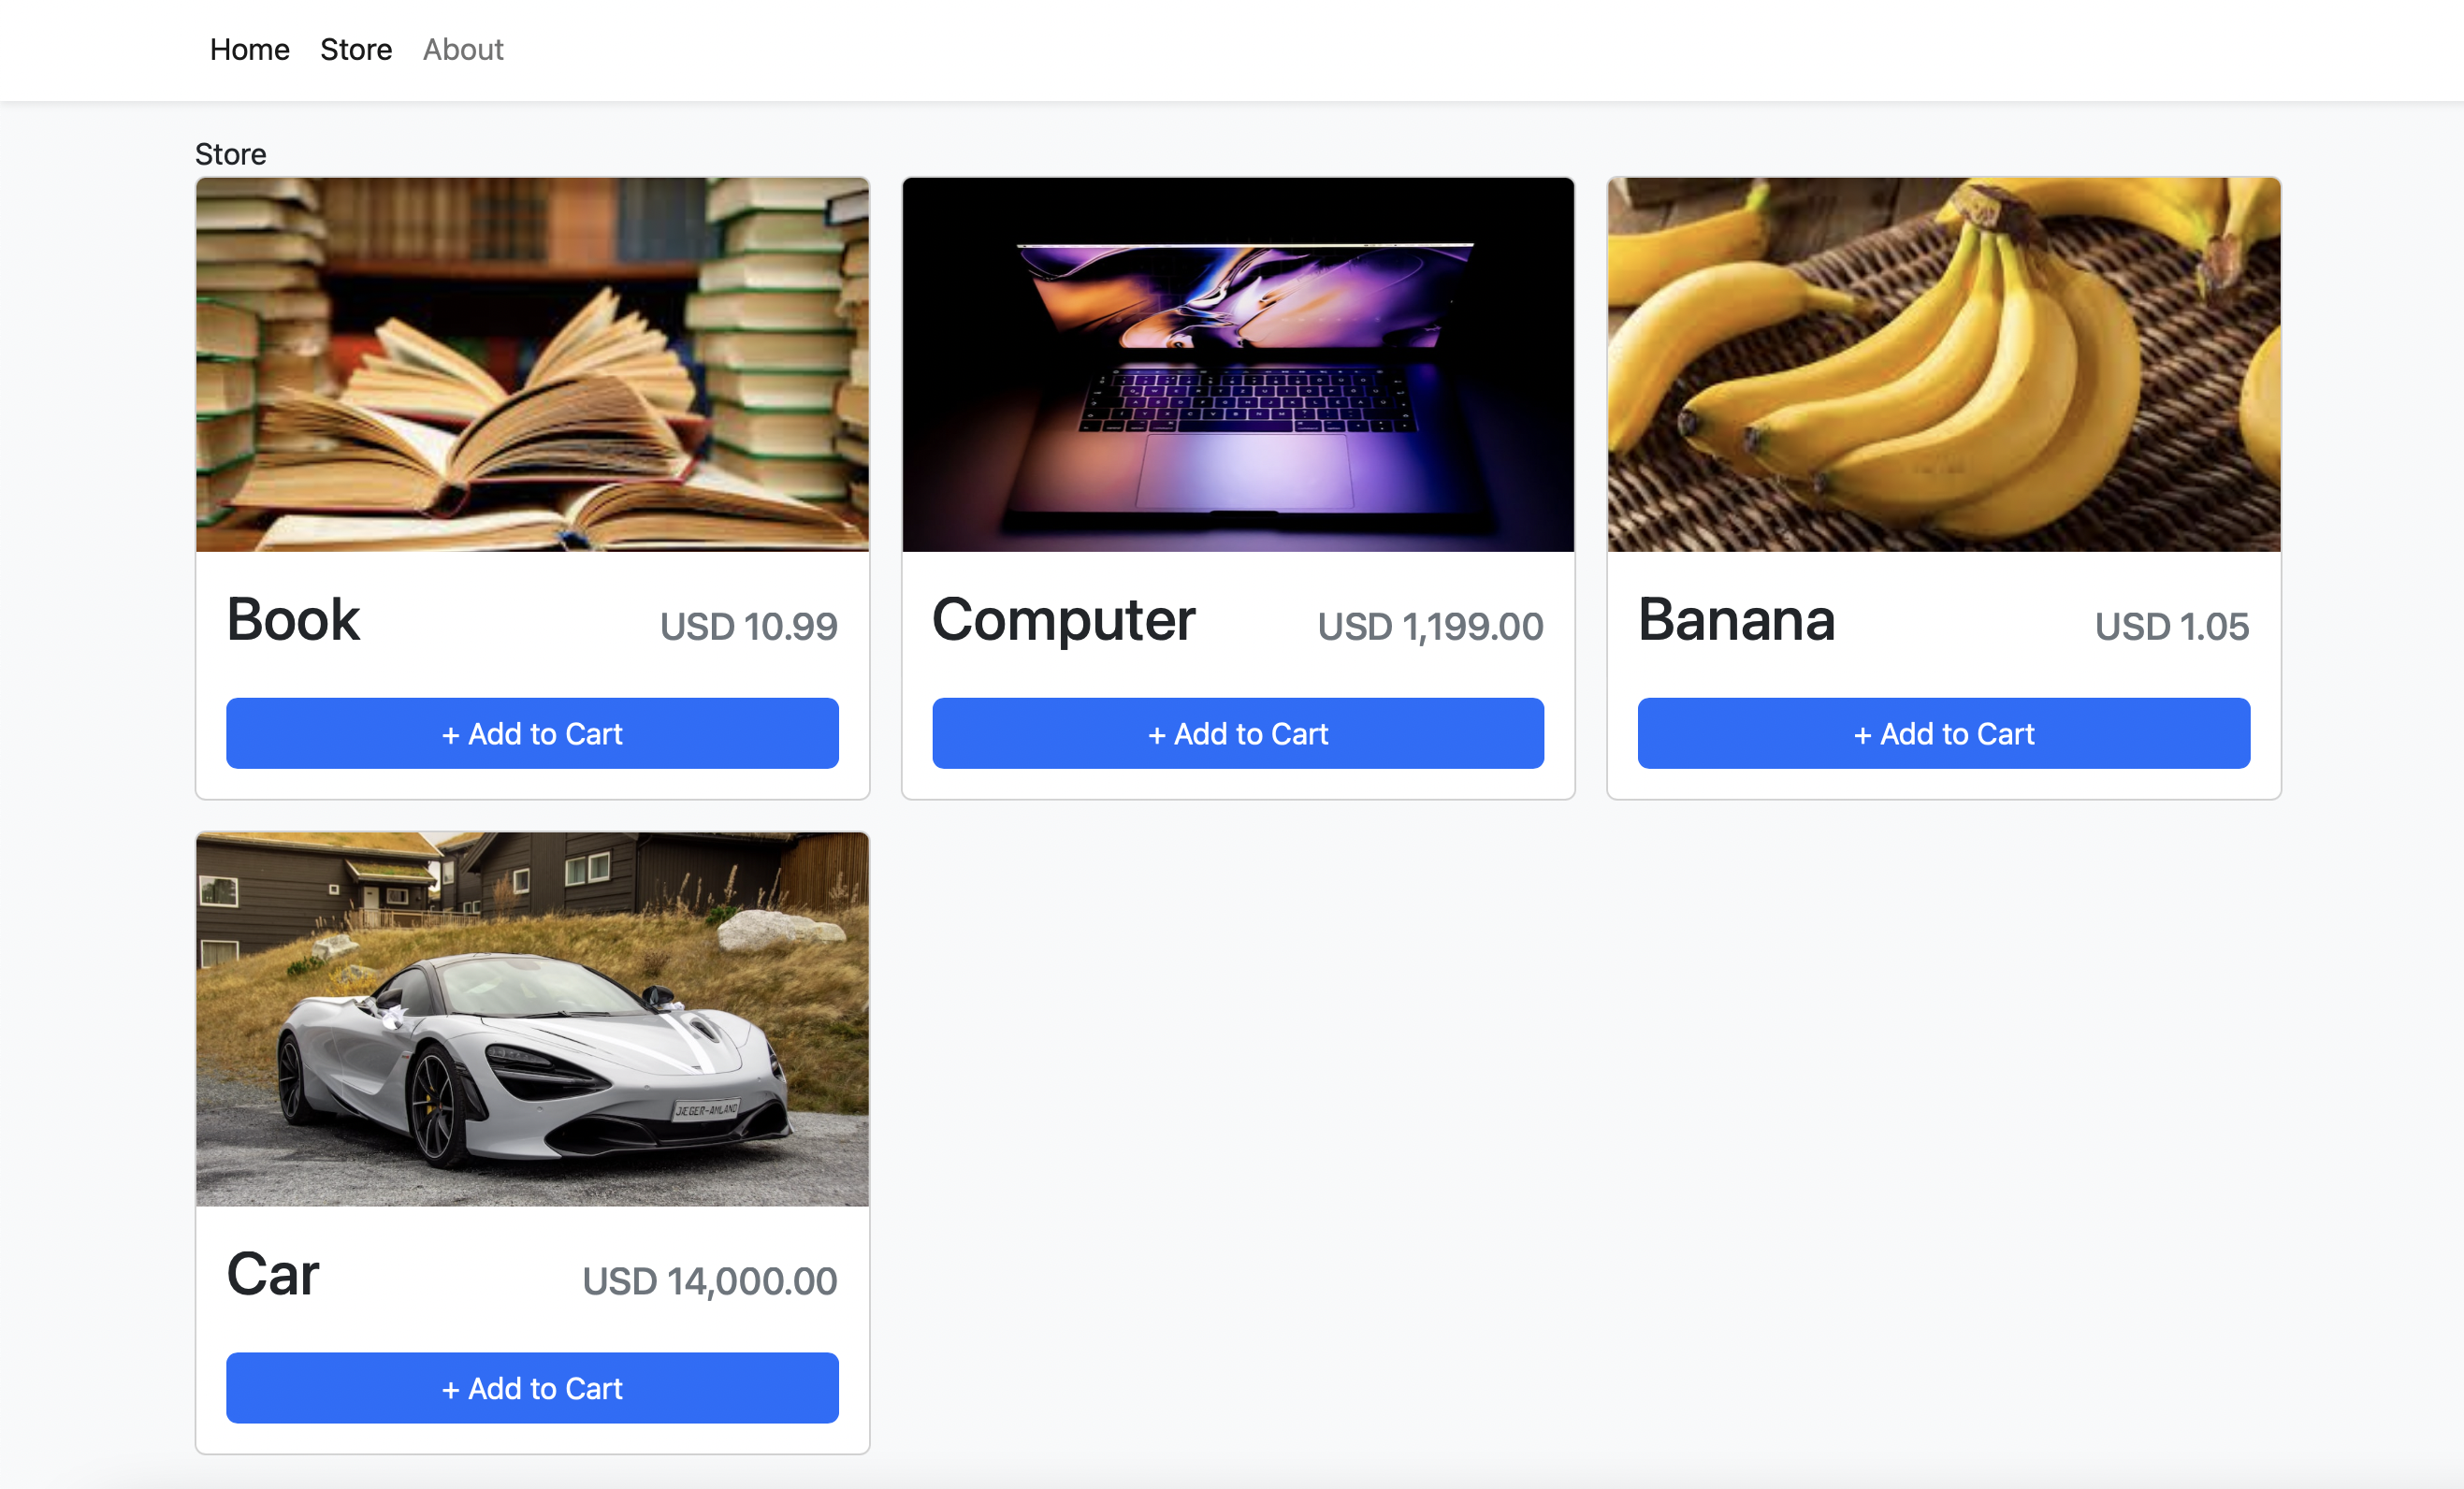 Home Store About
Store
Book USD 10.99
+ Add to Cart
Computer USD 1,199.00
+ Add to Cart
Banana USD 1.05
+ Add to Cart
JÆGER-AMLAND
Car USD 14,000.00
+ Add to Cart